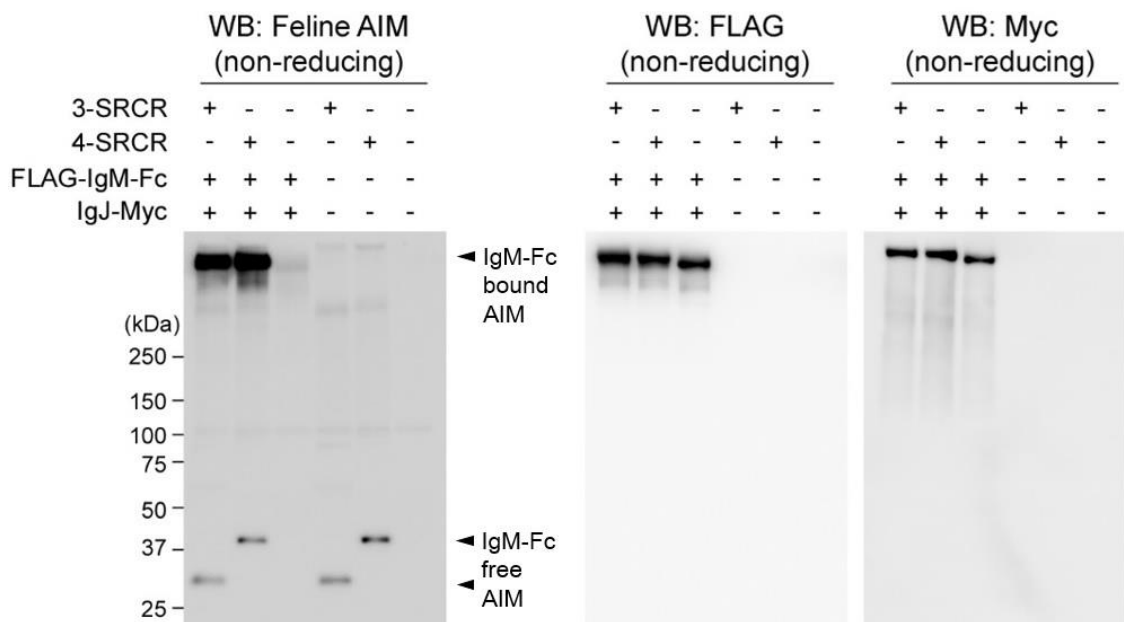 WB: Feline AIM
(non-reducing)
WB: FLAG
(non-reducing)
WB: Myc
(non-reducing)
3-SRCR + - - + - - + - - + - - + - - + - -
4-SRCR - + - - + - - + - - + - - + - - + -
FLAG-IgM-Fc + + + - - - + + + - - - + + + - - -
IgJ-Myc + + + - - - + + + - - - + + + - - -
◄ IgM-Fc
bound
AIM
(kDa)
250
150
100
75
50
37
25
◄ IgM-Fc
free
◄ AIM